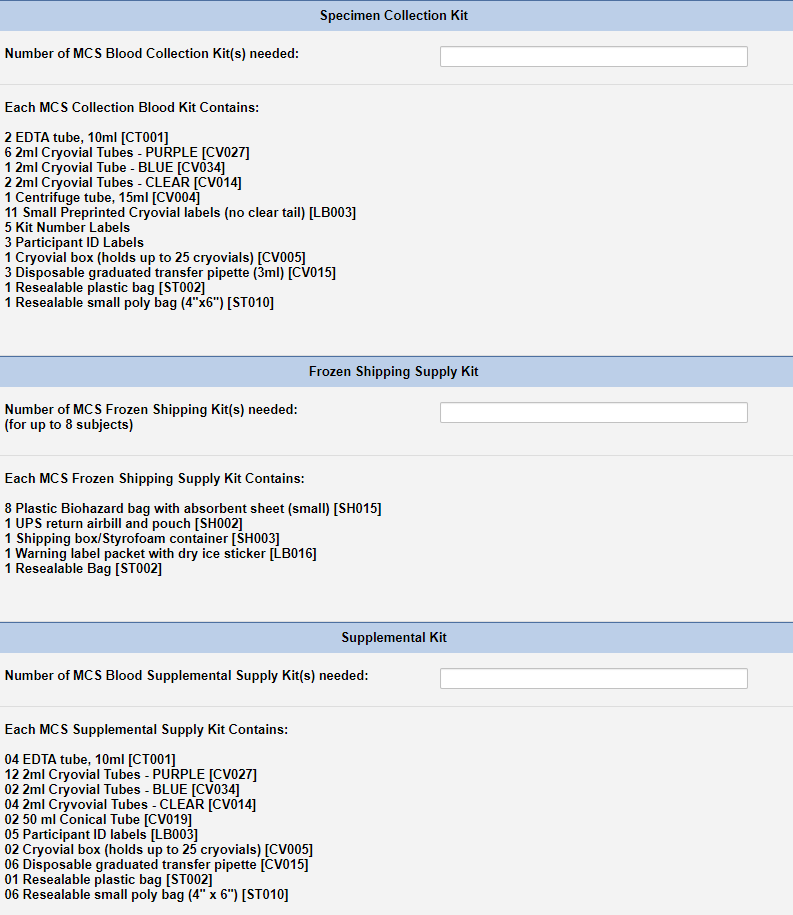 Specimen Collection Kit
Number of MCS Blood Collection Kit(s) needed:
Each MCS Collection Blood Kit Contains:
2 EDTA tube, 10ml [CT001]
6 2ml Cryovial Tubes - PURPLE [CV027]
1 2ml Cryovial Tube - BLUE [CV034]
2 2ml Cryovial Tubes - CLEAR [CV014]
1 Centrifuge tube, 15ml [CV004]
11 Small Preprinted Cryovial labels (no clear tail) [LB003]
5 Kit Number Labels
3 Participant ID Labels
1 Cryovial box (holds up to 25 cryovials) [CV005]
3 Disposable graduated transfer pipette (3ml) [CV015]
1 Resealable plastic bag [ST002]
1 Resealable small poly bag (4"x6") [ST010]
Frozen Shipping Supply Kit
Number of MCS Frozen Shipping Kit(s) needed:
(for up to 8 subjects)
Each MCS Frozen Shipping Supply Kit Contains:
8 Plastic Biohazard bag with absorbent sheet (small) [SH015]
1 UPS return airbill and pouch [SH002]
1 Shipping box/Styrofoam container [SH003]
1 Warning label packet with dry ice sticker [LB016]
1 Resealable Bag [ST002]
Supplemental Kit
Number of MCS Blood Supplemental Supply Kit(s) needed:
Each MCS Supplemental Supply Kit Contains:
04 EDTA tube, 10ml [CT001]
12 2ml Cryovial Tubes - PURPLE [CV027]
02 2ml Cryovial Tubes - BLUE [CV034]
04 2ml Cryvovial Tubes - CLEAR [CV014]
02 50 ml Conical Tube [CV019]
05 Participant ID labels [LB003]
02 Cryovial box (holds up to 25 cryovials) [CV005]
06 Disposable graduated transfer pipette [CV015]
01 Resealable plastic bag [ST002]
06 Resealable small poly bag (4" x 6") [ST010]